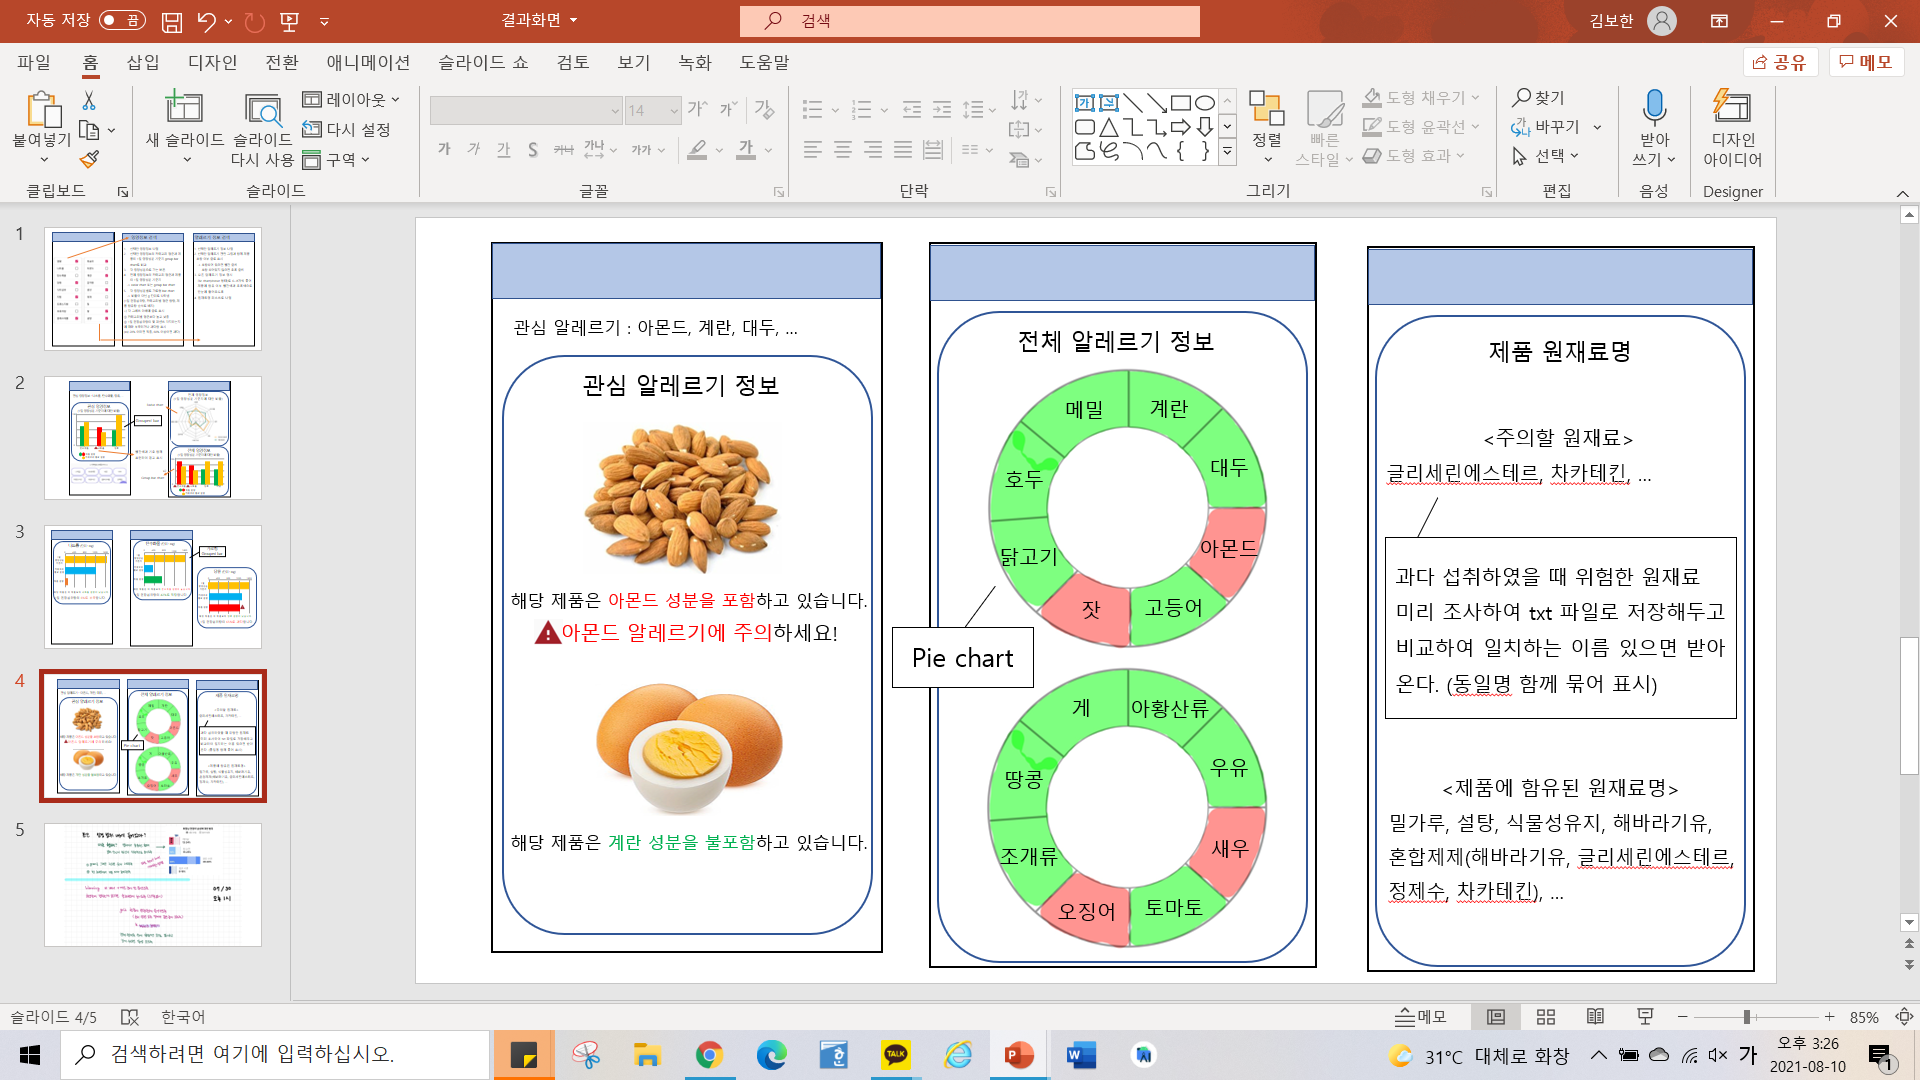 자동 저장 끔
결과화면
검색
김보한
파일 홈 삽입 디자인 전환 애니메이션 슬라이드 쇼 검토 보기 녹화 도움말
공유 메모
붙여넣기
클립보드
새 슬라이드
슬라이드 다시 사용
레이아웃
다시 설정
구역
슬라이드
14
글꼴
단락
정렬
빠른 스타일
도형 채우기
도형 윤곽선
도형 효과
그리기
찾기
바꾸기
선택
편집
받아쓰기
음성
디자인 아이디어
Designer
1
2
3
4
5
관심 알레르기 : 아몬드, 계란, 대두, ...
관심 알레르기 정보
해당 제품은 아몬드 성분을 포함하고 있습니다.
아몬드 알레르기에 주의하세요!
해당 제품은 계란 성분을 불포함하고 있습니다.
전체 알레르기 정보
메밀
계란
대두
호두
아몬드
닭고기
잣
고등어
Pie chart
게
아황산류
우유
땅콩
새우
조개류
오징어
토마토
제품 원재료명
<주의할 원재료>
글리세린에스테르, 차카테킨, ...
과다 섭취하였을 때 위험한 원재료
미리 조사하여 txt 파일로 저장해두고
비교하여 일치하는 이름 있으면 받아
온다. (동일명 함께 묶어 표시)
<제품에 함유된 원재료명>
밀가루, 설탕, 식물성유지, 해바라기유,
혼합제제(해바라기유, 글리세린에스테르,
정제수, 차카테킨), ...
슬라이드 4/5
한국어
메모
85%
검색하려면 여기에 입력하십시오.
31°C 대체로 화창
가
오후 3:26
2021-08-10
1